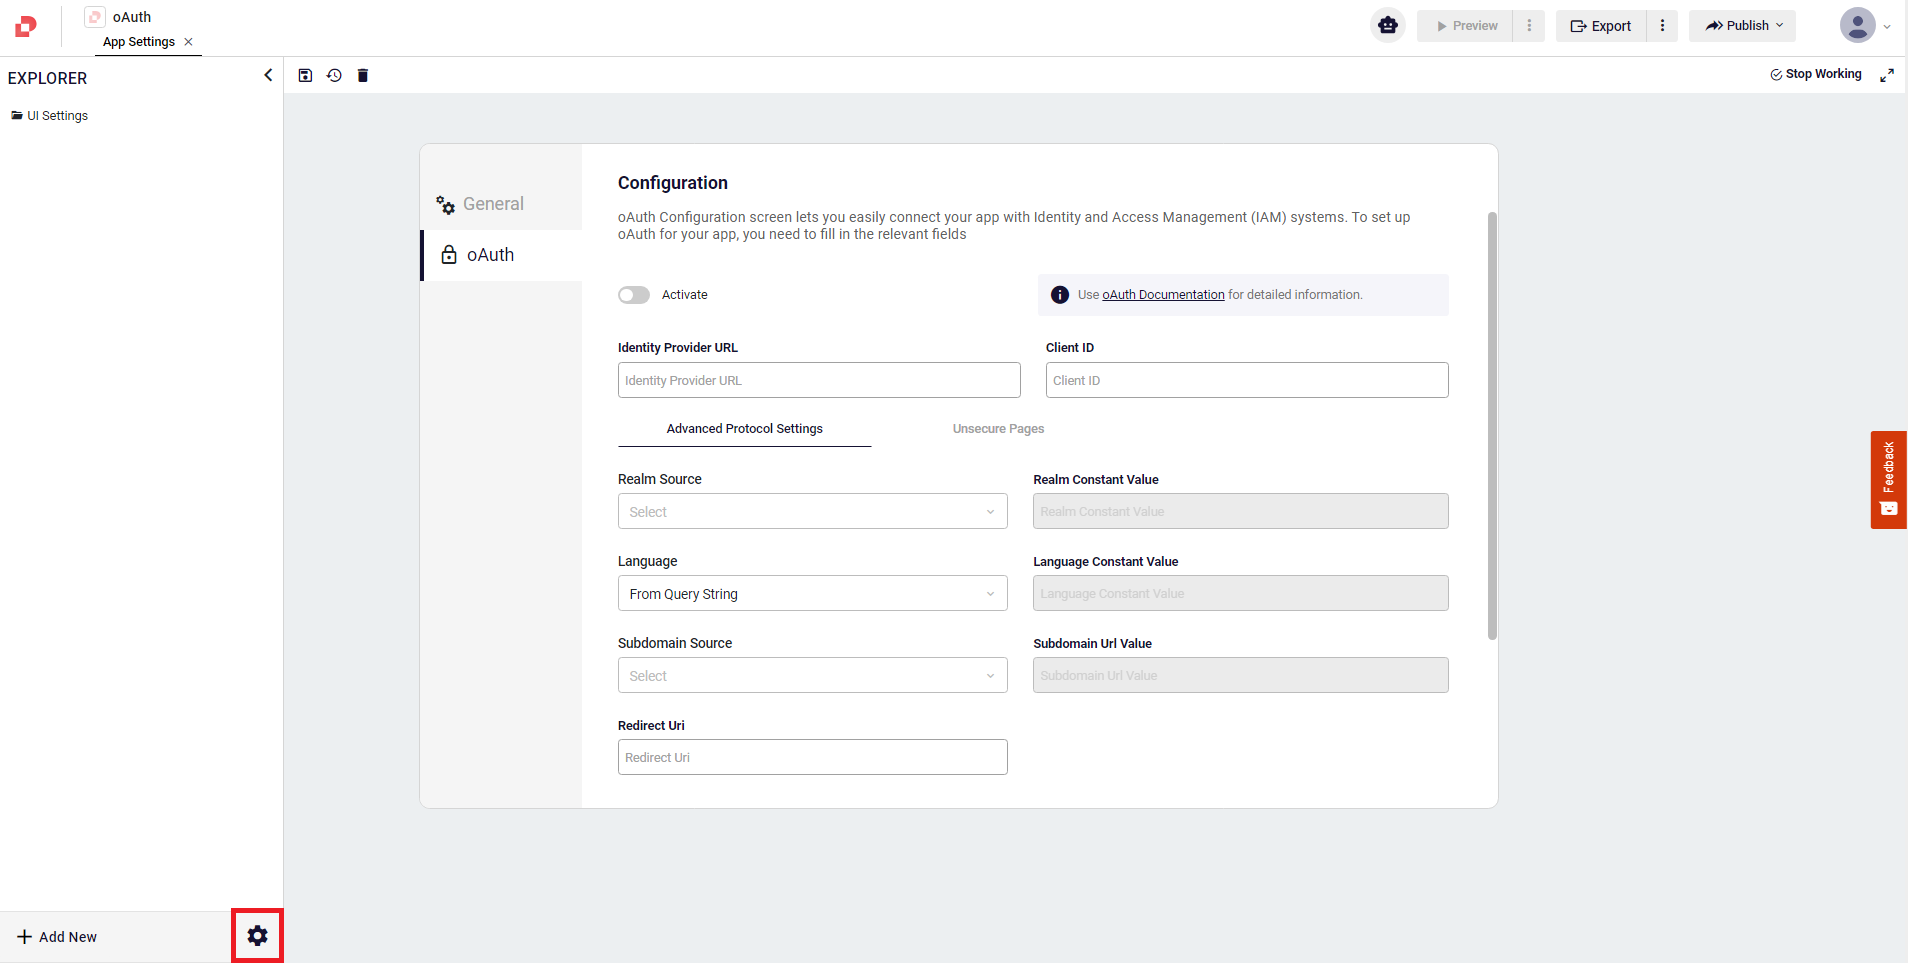 oAuth
App Settings
Preview
Export
Publish
EXPLORER
Stop Working
UI Settings
General
oAuth
Configuration
oAuth Configuration screen lets you easily connect your app with Identity and Access Management (IAM) systems. To set up
oAuth for your app, you need to fill in the relevant fields
Activate
Use oAuth Documentation for detailed information.
Identity Provider URL
Client ID
Identity Provider URL
Client ID
Advanced Protocol Settings
Unsecure Pages
Realm Source
Realm Constant Value
Select
Realm Constant Value
Language
Language Constant Value
From Query String
Language Constant Value
Subdomain Source
Subdomain Url Value
Select
Subdomain Url Value
Redirect Uri
Redirect Uri
Feedback
Add New